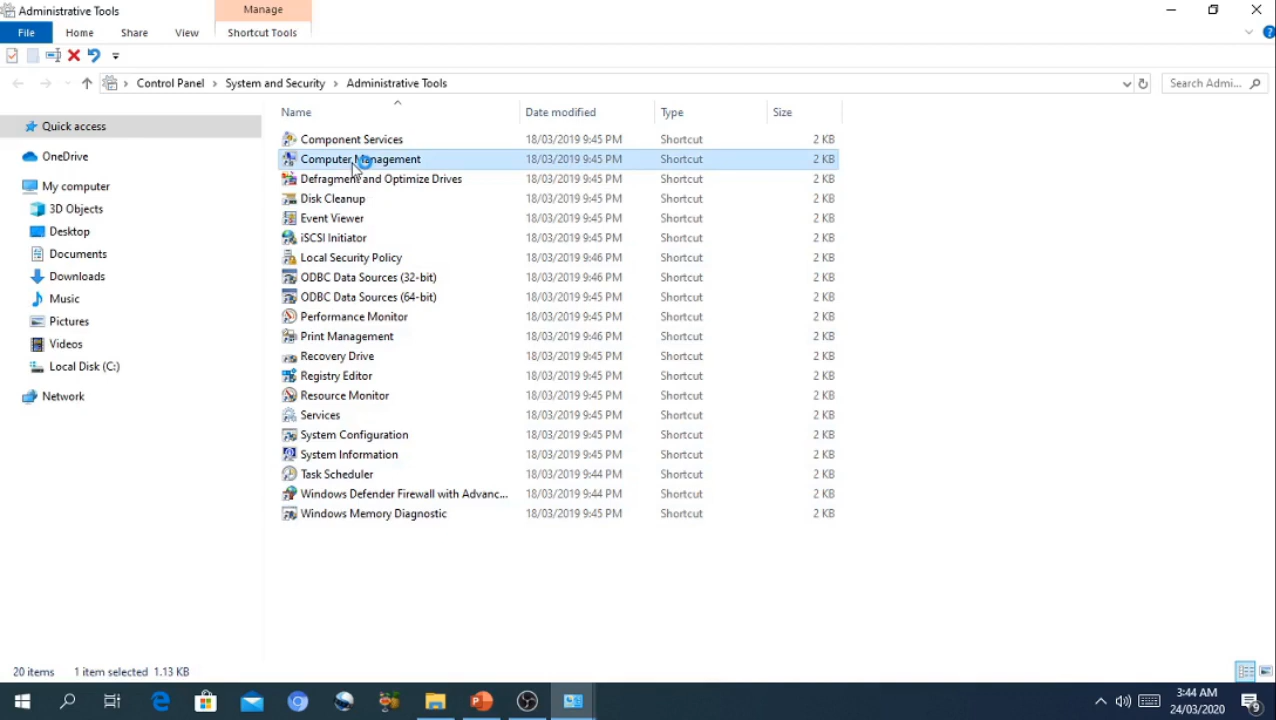 Administrative Tools
Manage
File Home Share View Shortcut Tools
Control Panel System and Security Administrative Tools Search Admi...
Name Date modified Type Size
Quick access
OneDrive
My computer
3D Objects
Desktop
Documents
Downloads
Music
Pictures
Videos
Local Disk (C:)
Network
Component Services 18/03/2019 9:45 PM Shortcut 2 KB
Computer Management 18/03/2019 9:45 PM Shortcut 2 KB
Defragment and Optimize Drives 18/03/2019 9:45 PM Shortcut 2 KB
Disk Cleanup 18/03/2019 9:45 PM Shortcut 2 KB
Event Viewer 18/03/2019 9:45 PM Shortcut 2 KB
iSCSI Initiator 18/03/2019 9:45 PM Shortcut 2 KB
Local Security Policy 18/03/2019 9:46 PM Shortcut 2 KB
ODBC Data Sources (32-bit) 18/03/2019 9:46 PM Shortcut 2 KB
ODBC Data Sources (64-bit) 18/03/2019 9:45 PM Shortcut 2 KB
Performance Monitor 18/03/2019 9:45 PM Shortcut 2 KB
Print Management 18/03/2019 9:46 PM Shortcut 2 KB
Recovery Drive 18/03/2019 9:45 PM Shortcut 2 KB
Registry Editor 18/03/2019 9:45 PM Shortcut 2 KB
Resource Monitor 18/03/2019 9:45 PM Shortcut 2 KB
Services 18/03/2019 9:45 PM Shortcut 2 KB
System Configuration 18/03/2019 9:45 PM Shortcut 2 KB
System Information 18/03/2019 9:45 PM Shortcut 2 KB
Task Scheduler 18/03/2019 9:44 PM Shortcut 2 KB
Windows Defender Firewall with Advanc... 18/03/2019 9:44 PM Shortcut 2 KB
Windows Memory Diagnostic 18/03/2019 9:45 PM Shortcut 2 KB
20 items 1 item selected 1.13 KB
3:44 AM
24/03/2020
9